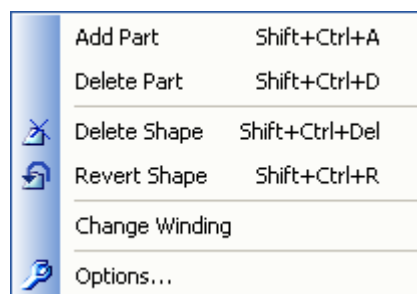 Add Part Shift+Ctrl+A
Delete Part Shift+Ctrl+D
Delete Shape Shift+Ctrl+Del
Revert Shape Shift+Ctrl+R
Change Winding
Options...